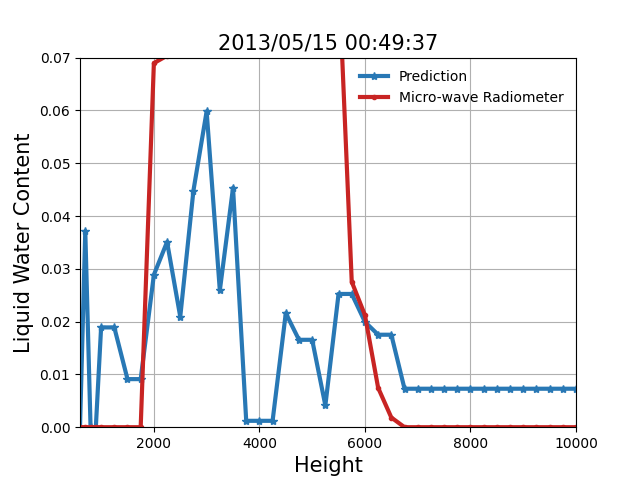 2013/05/15 00:49:37
Prediction
Micro-wave Radiometer
Liquid Water Content
0.07
0.06
0.05
0.04
0.03
0.02
0.01
0.00
2000 4000 6000 8000 10000
Height